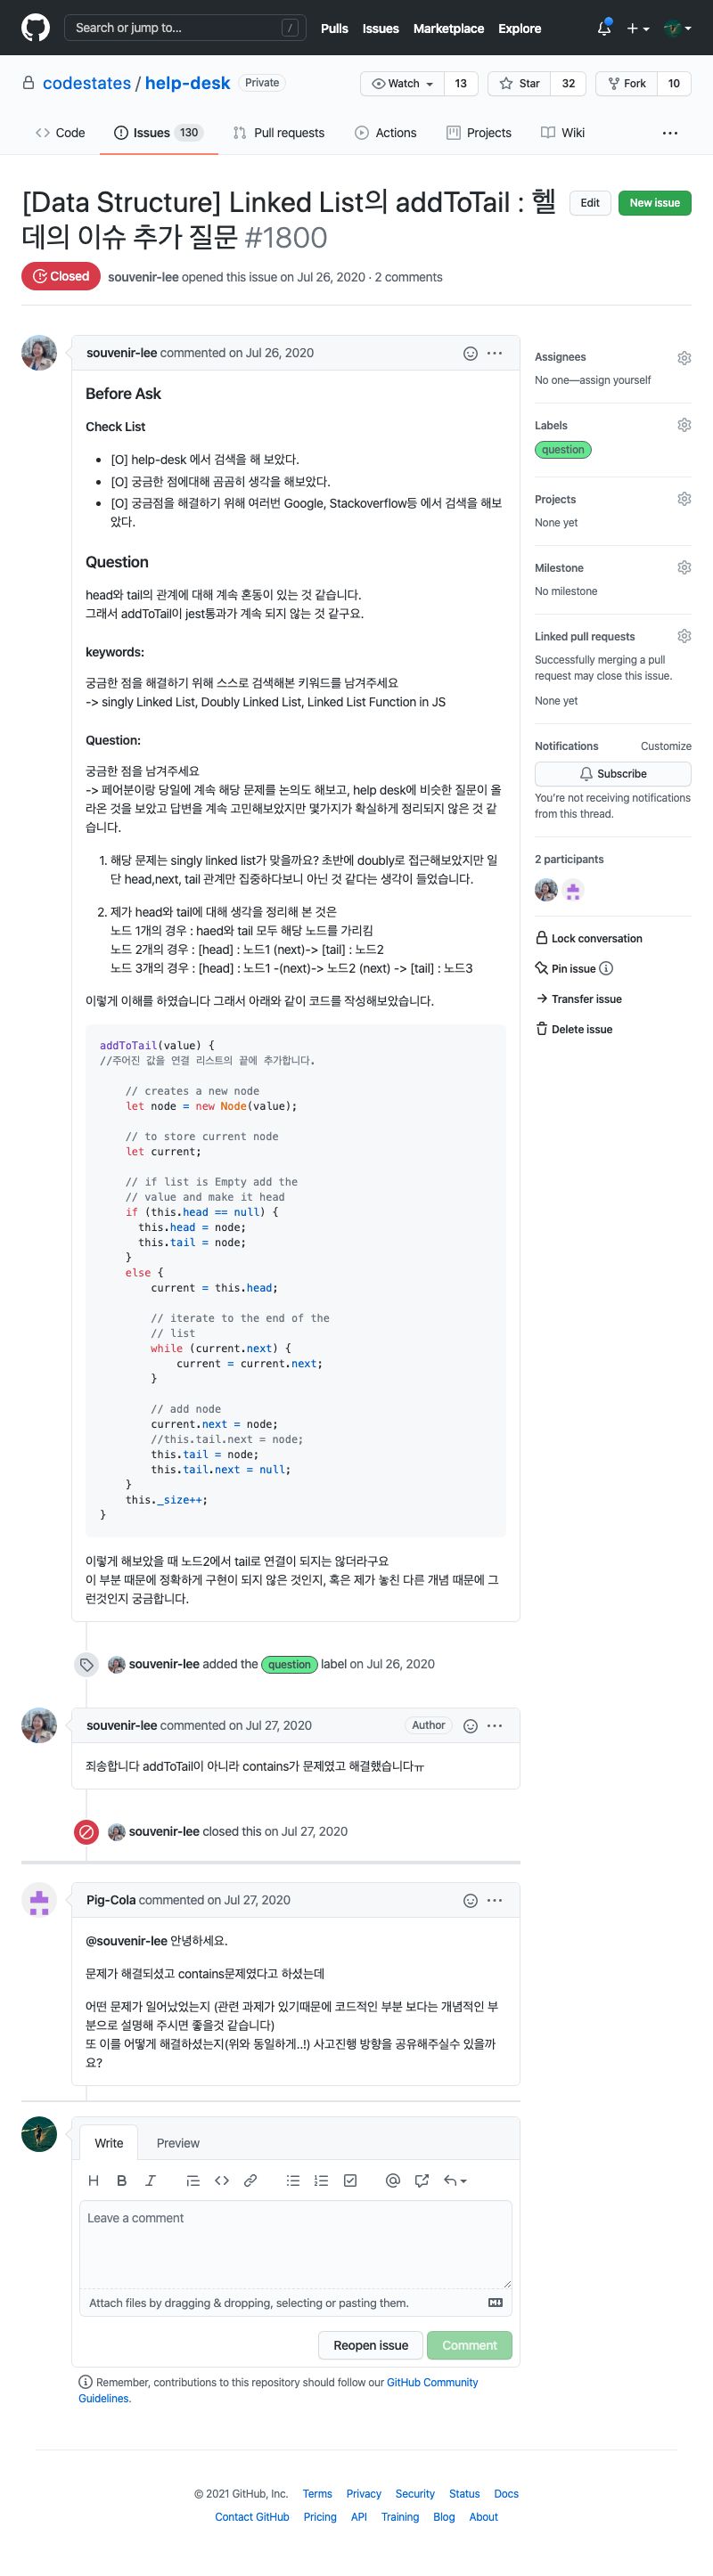 Search or jump to... /
Pulls Issues Marketplace Explore
codestates / help-desk Private
Watch 13 Star 32 Fork 10
Code Issues 130 Pull requests Actions Projects Wiki ...
[Data Structure] Linked List의 addToTail : 헬
데의 이슈 추가 질문 #1800
Edit New issue
Closed souvenir-lee opened this issue on Jul 26, 2020 · 2 comments
souvenir-lee commented on Jul 26, 2020
Before Ask
Check List
• [O] help-desk 에서 검색을 해 보았다.
• [O] 궁금한 점에대해 곰곰히 생각을 해보았다.
• [O] 궁금점을 해결하기 위해 여러번 Google, Stackoverflow등 에서 검색을 해보
았다.
Question
head와 tail의 관계에 대해 계속 혼동이 있는 것 같습니다.
그래서 addToTail이 jest통과가 계속 되지 않는 것 같구요.
keywords:
궁금한 점을 해결하기 위해 스스로 검색해본 키워드를 남겨주세요
-> singly Linked List, Doubly Linked List, Linked List Function in JS
Question:
궁금한 점을 남겨주세요
-> 페어분이랑 당일에 계속 해당 문제를 논의도 해보고, help desk에 비슷한 질문이 올
라온 것을 보았고 답변을 계속 고민해보았지만 몇가지가 확실하게 정리되지 않은 것 같
습니다.
1. 해당 문제는 singly linked list가 맞을까요? 초반에 doubly로 접근해보았지만 일
단 head,next, tail 관계만 집중하다보니 아닌 것 같다는 생각이 들었습니다.
2. 제가 head와 tail에 대해 생각을 정리해 본 것은
노드 1개의 경우 : haed와 tail 모두 해당 노드를 가리킴
노드 2개의 경우 : [head] : 노드1 (next)-> [tail] : 노드2
노드 3개의 경우 : [head] : 노드1 -(next)-> 노드2 (next) -> [tail] : 노드3
이렇게 이해를 하였습니다 그래서 아래와 같이 코드를 작성해보았습니다.
addToTail(value) {
//주어진 값을 연결 리스트의 끝에 추가합니다.
// creates a new node
let node = new Node(value);
// to store current node
let current;
// if list is Empty add the
// value and make it head
if (this.head == null) {
this.head = node;
this.tail = node;
}
else {
current = this.head;
// iterate to the end of the
// list
while (current.next) {
current = current.next;
}
// add node
current.next = node;
//this.tail.next = node;
this.tail = node;
this.tail.next = null;
}
this._size++;
}
이렇게 해보았을 때 노드2에서 tail로 연결이 되지는 않더라구요
이 부분 때문에 정확하게 구현이 되지 않은 것인지, 혹은 제가 놓친 다른 개념 때문에 그
런것인지 궁금합니다.
souvenir-lee added the question label on Jul 26, 2020
souvenir-lee commented on Jul 27, 2020 Author
죄송합니다 addToTail이 아니라 contains가 문제였고 해결했습니다ㅠ
souvenir-lee closed this on Jul 27, 2020
Pig-Cola commented on Jul 27, 2020
@souvenir-lee 안녕하세요.
문제가 해결되셨고 contains문제였다고 하셨는데
어떤 문제가 일어났었는지 (관련 과제가 있기때문에 코드적인 부분 보다는 개념적인 부
분으로 설명해 주시면 좋을것 같습니다)
또 이를 어떻게 해결하셨는지(위와 동일하게..!) 사고진행 방향을 공유해주실수 있을까
요?
Write Preview
Leave a comment
Attach files by dragging & dropping, selecting or pasting them.
Reopen issue Comment
Remember, contributions to this repository should follow our GitHub Community
Guidelines.
Assignees
No one—assign yourself
Labels
question
Projects
None yet
Milestone
No milestone
Linked pull requests
Successfully merging a pull
request may close this issue.
None yet
Notifications Customize
Subscribe
You're not receiving notifications
from this thread.
2 participants
Lock conversation
Pin issue
Transfer issue
Delete issue
© 2021 GitHub, Inc. Terms Privacy Security Status Docs
Contact GitHub Pricing API Training Blog About